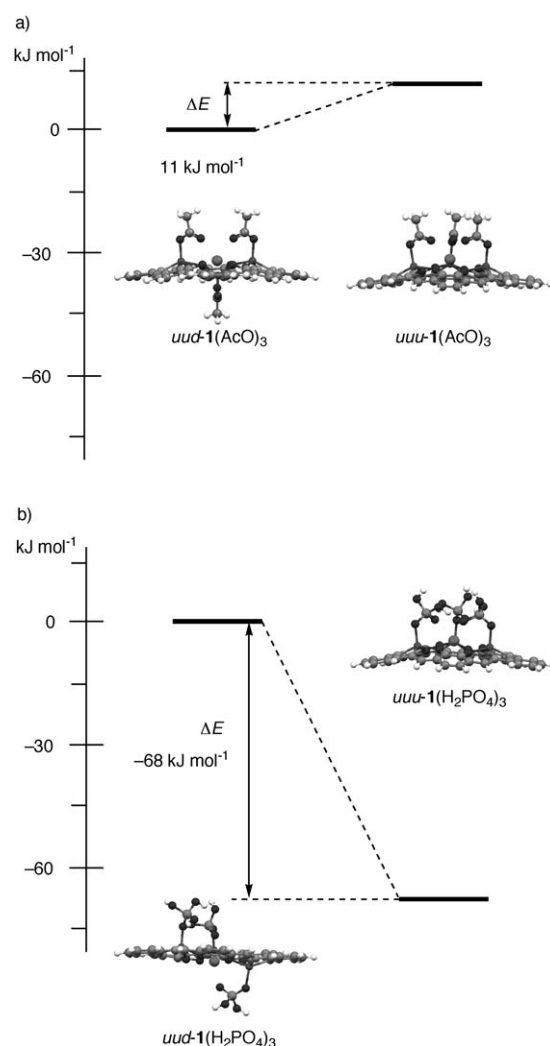 a)
kJ mol⁻¹
ΔE
0
11 kJ mol⁻¹
–30
uud-1(AcO)₃
uuu-1(AcO)₃
–60
b)
kJ mol⁻¹
0
uuu-1(H₂PO₄)₃
ΔE
–30
–68 kJ mol⁻¹
–60
uud-1(H₂PO₄)₃